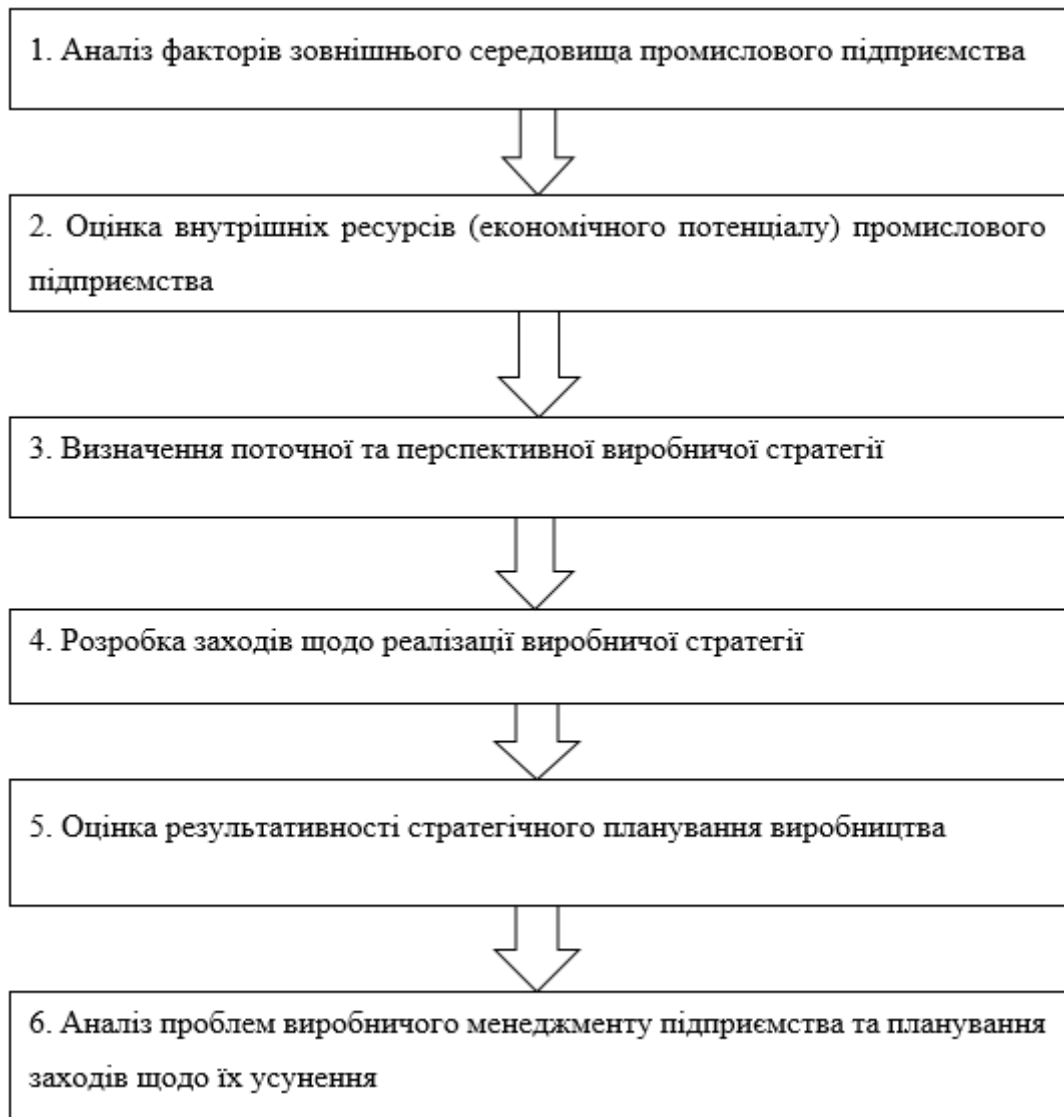 1. Аналіз факторів зовнішнього середовища промислового підприємства
2. Оцінка внутрішніх ресурсів (економічного потенціалу) промислового
підприємства
3. Визначення поточної та перспективної виробничої стратегії
4. Розробка заходів щодо реалізації виробничої стратегії
5. Оцінка результативності стратегічного планування виробництва
6. Аналіз проблем виробничого менеджменту підприємства та планування
заходів щодо їх усунення